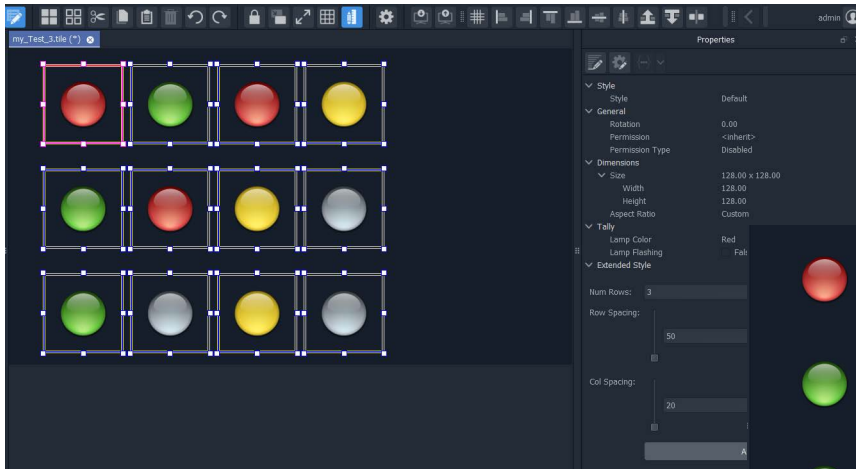 admin
my_Test_3.tile (*)
Properties
Style
Style Default
General
Rotation 0.00
Permission <inherit>
Permission Type Disabled
Dimensions
Size 128.00 x 128.00
Width 128.00
Height 128.00
Aspect Ratio Custom
Tally
Lamp Color Red
Lamp Flashing
Extended Style
Num Rows: 3
Row Spacing:
50
Col Spacing:
20
A